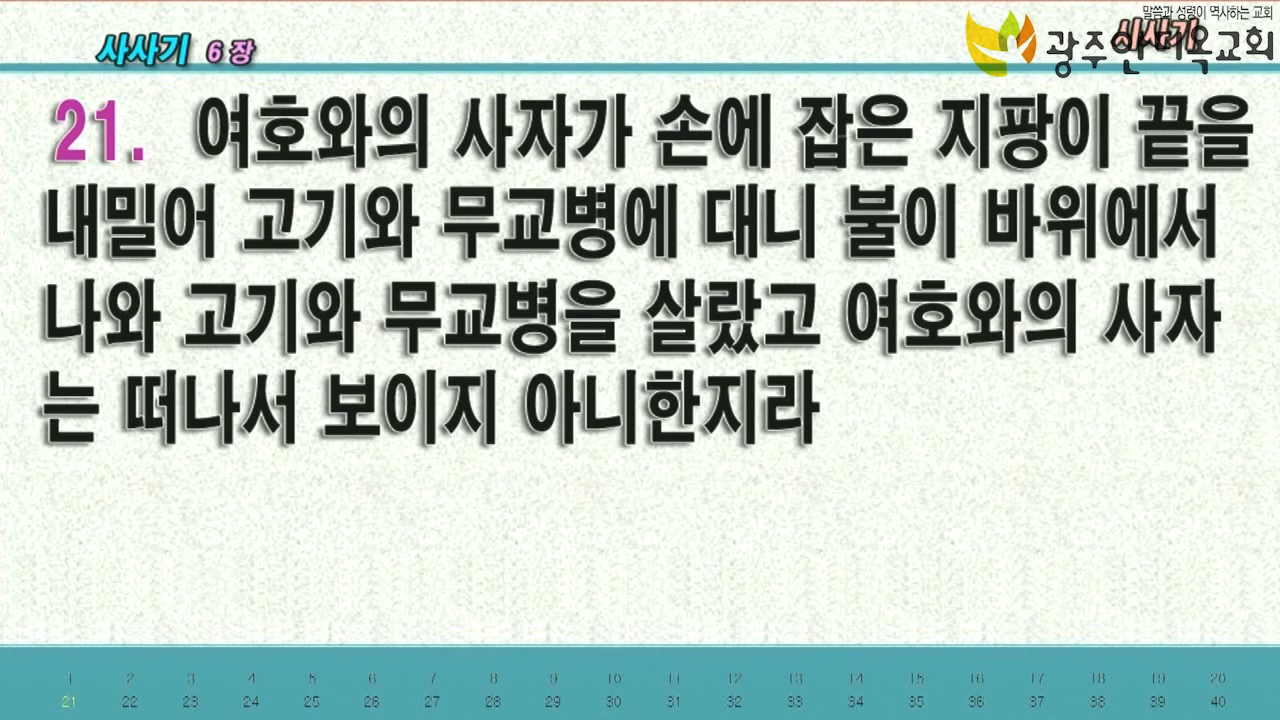 말씀과 성령이 역사하는 교회
사사기 6 장
21. 여호와의 사자가 손에 잡은 지팡이 끝을
내밀어 고기와 무교병에 대니 불이 바위에서
나와 고기와 무교병을 살랐고 여호와의 사자
는 떠나서 보이지 아니한지라
1 2 3 4 5 6 7 8 9 10 11 12 13 14 15 16 17 18 19 20
21 22 23 24 25 26 27 28 29 30 31 32 33 34 35 36 37 38 39 40